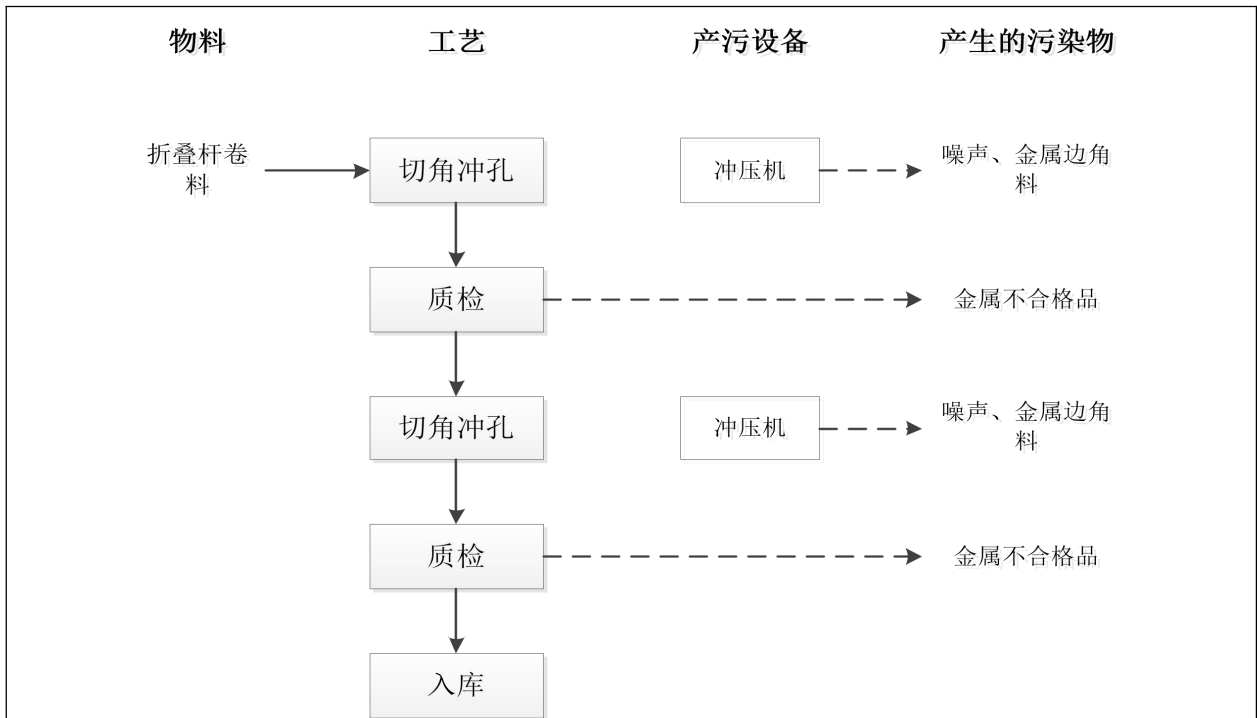 物料 工艺 产污设备 产生的污染物
折叠杆卷
料
切角冲孔
冲压机
噪声、金属边角
料
质检
金属不合格品
切角冲孔
冲压机
噪声、金属边角
料
质检
金属不合格品
入库